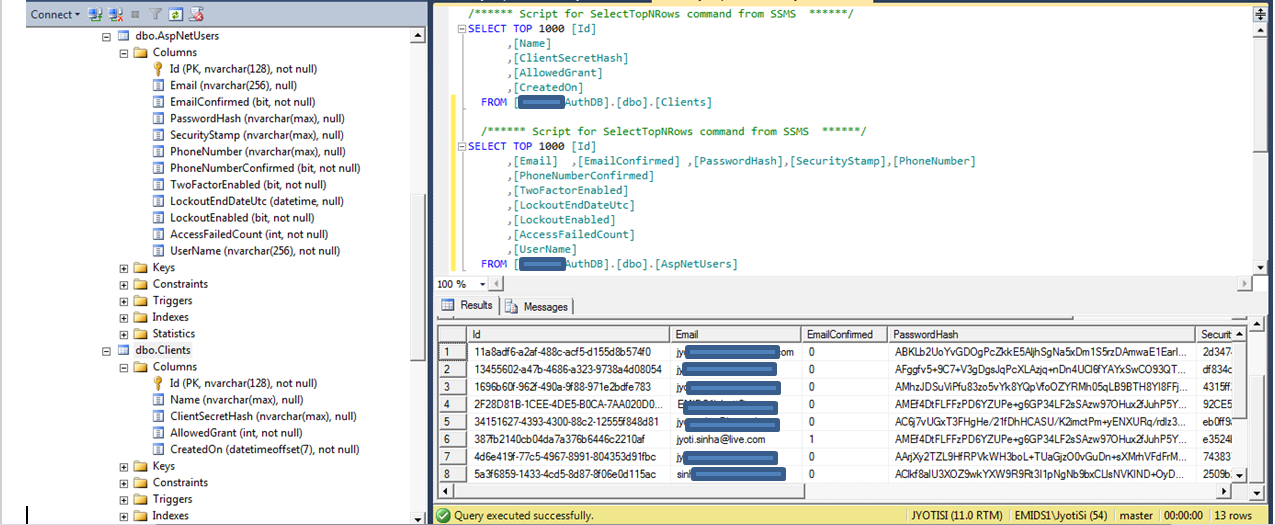 Connect
dbo.AspNetUsers
Columns
Id (PK, nvarchar(128), not null)
Email (nvarchar(256), null)
EmailConfirmed (bit, not null)
PasswordHash (nvarchar(max), null)
SecurityStamp (nvarchar(max), null)
PhoneNumber (nvarchar(max), null)
PhoneNumberConfirmed (bit, not null)
TwoFactorEnabled (bit, not null)
LockoutEndDateUtc (datetime, null)
LockoutEnabled (bit, not null)
AccessFailedCount (int, not null)
UserName (nvarchar(256), not null)
Keys
Constraints
Triggers
Indexes
Statistics
dbo.Clients
Columns
Id (PK, nvarchar(128), not null)
Name (nvarchar(max), null)
ClientSecretHash (nvarchar(max), null)
AllowedGrant (int, not null)
CreatedOn (datetimeoffset(7), not null)
Keys
Constraints
Triggers
Indexes
/****** Script for SelectTopNRows command from SSMS ******/
SELECT TOP 1000 [Id]
,[Name]
,[ClientSecretHash]
,[AllowedGrant]
,[CreatedOn]
FROM [ AuthDB].[dbo].[Clients]
/****** Script for SelectTopNRows command from SSMS ******/
SELECT TOP 1000 [Id]
,[Email] ,[EmailConfirmed] ,[PasswordHash],[SecurityStamp],[PhoneNumber]
,[PhoneNumberConfirmed]
,[TwoFactorEnabled]
,[LockoutEndDateUtc]
,[LockoutEnabled]
,[AccessFailedCount]
,[UserName]
FROM [ AuthDB].[dbo].[AspNetUsers]
100 %
Results Messages
Id Email EmailConfirmed PasswordHash
1 11a8adf6-a2af-488c-acf5-d155d8b574f0 0
2 13455602-a47b-4686-a323-9738a4d08054 0
3 1696b60f-962f-490a-9f88-971e2bdfe783 0
4 2F28D81B-1CEE-4DE5-B0CA-7AA020D0... 0
5 34151627-4393-4300-88c2-12555f848d81 0
6 387fb2140cb04da7a376b6446c2210af jyoti.sinha@live.com 1
7 4d6e419f-77c5-4967-8991-804353d91fbc 0
8 5a3f6859-1433-4cd5-8d87-8f06e0d115ac 0
Query executed successfully. JYOTISI (11.0 RTM) EMIDS1\JyotiSi (54) master 00:00:00 13 rows